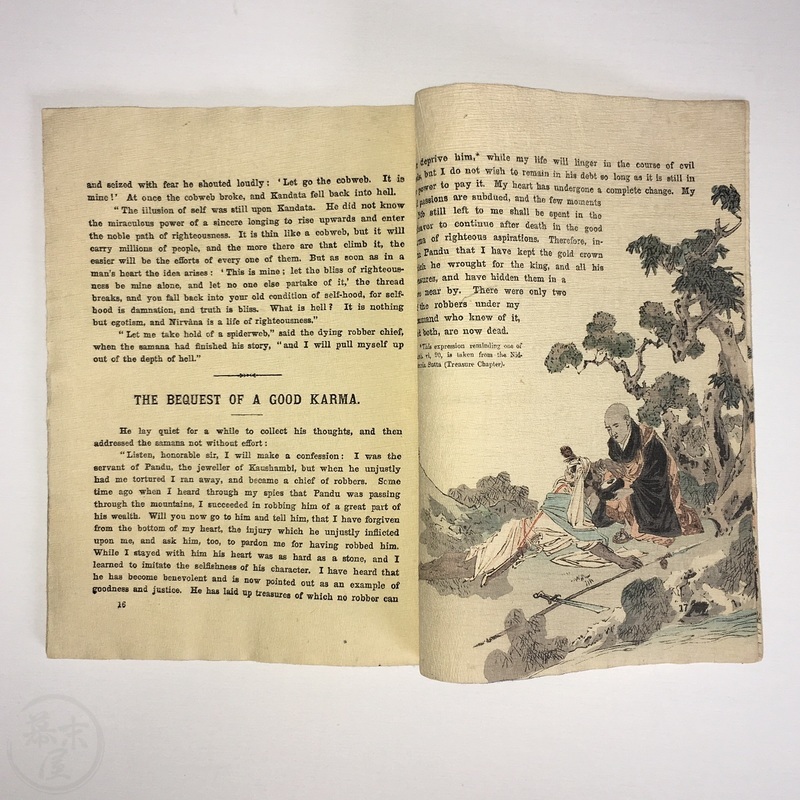 and seized with fear he shouted loudly: 'Let go the cobweb. It is
mine!' At once the cobweb broke, and Kandata fell back into hell.
"The illusion of self was still upon Kandata. He did not know
the miraculous power of a sincere longing to rise upwards and enter
the noble path of righteousness. It is thin like a cobweb, but it will
carry millions of people, and the more there are that climb it, the
easier will be the efforts of every one of them. But as soon as in a
man's heart the idea arises: 'This is mine; let the bliss of righteous-
ness be mine alone, and let no one else partake of it,' the thread
breaks, and you fall back into your old condition of self-hood, for self-
hood is damnation, and truth is bliss. What is hell? It is nothing
but egotism, and Nirvâna is a life of righteousness."
"Let me take hold of a spiderweb," said the dying robber chief,
when the samana had finished his story, "and I will pull myself up
out of the depth of hell."
THE BEQUEST OF A GOOD KARMA.
He lay quiet for a while to collect his thoughts, and then
addressed the samana not without effort:
"Listen, honorable sir, I will make a confession: I was the
servant of Pandu, the jeweller of Kaushambi, but when he unjustly
had me tortured I ran away, and became a chief of robbers. Some
time ago when I heard through my spies that Pandu was passing
through the mountains, I succeeded in robbing him of a great part of
his wealth. Will you now go to him and tell him, that I have forgiven
from the bottom of my heart, the injury which he unjustly inflicted
upon me, and ask him, too, to pardon me for having robbed him.
While I stayed with him his heart was as hard as a stone, and I
learned to imitate the selfishness of his character. I have heard that
he has become benevolent and is now pointed out as an example of
goodness and justice. He has laid up treasures of which no robber can
16
deprive him,* while my life will linger in the course of evil
but I do not wish to remain in his debt so long as it is still in
power to pay it. My heart has undergone a complete change. My
passions are subdued, and the few moments
still left to me shall be spent in the
to continue after death in the good
of righteous aspirations. Therefore, in-
Pandu that I have kept the gold crown
he wrought for the king, and all his
and have hidden them in a
near by. There were only two
the robbers under my
who knew of it,
both, are now dead.
*This expression reminding one of
vi, 20, is taken from the Nid-
Sutta (Treasure Chapter).
17
幕末
屋